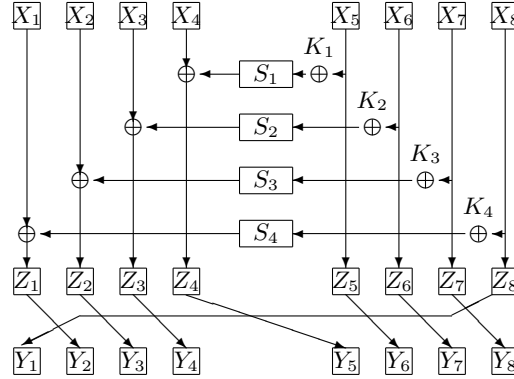 X₁ X₂ X₃ X₄ X₅ X₆ X₇ X₈
K₁
S₁
K₂
S₂
K₃
S₃
K₄
S₄
Z₁ Z₂ Z₃ Z₄ Z₅ Z₆ Z₇ Z₈
Y₁ Y₂ Y₃ Y₄ Y₅ Y₆ Y₇ Y₈